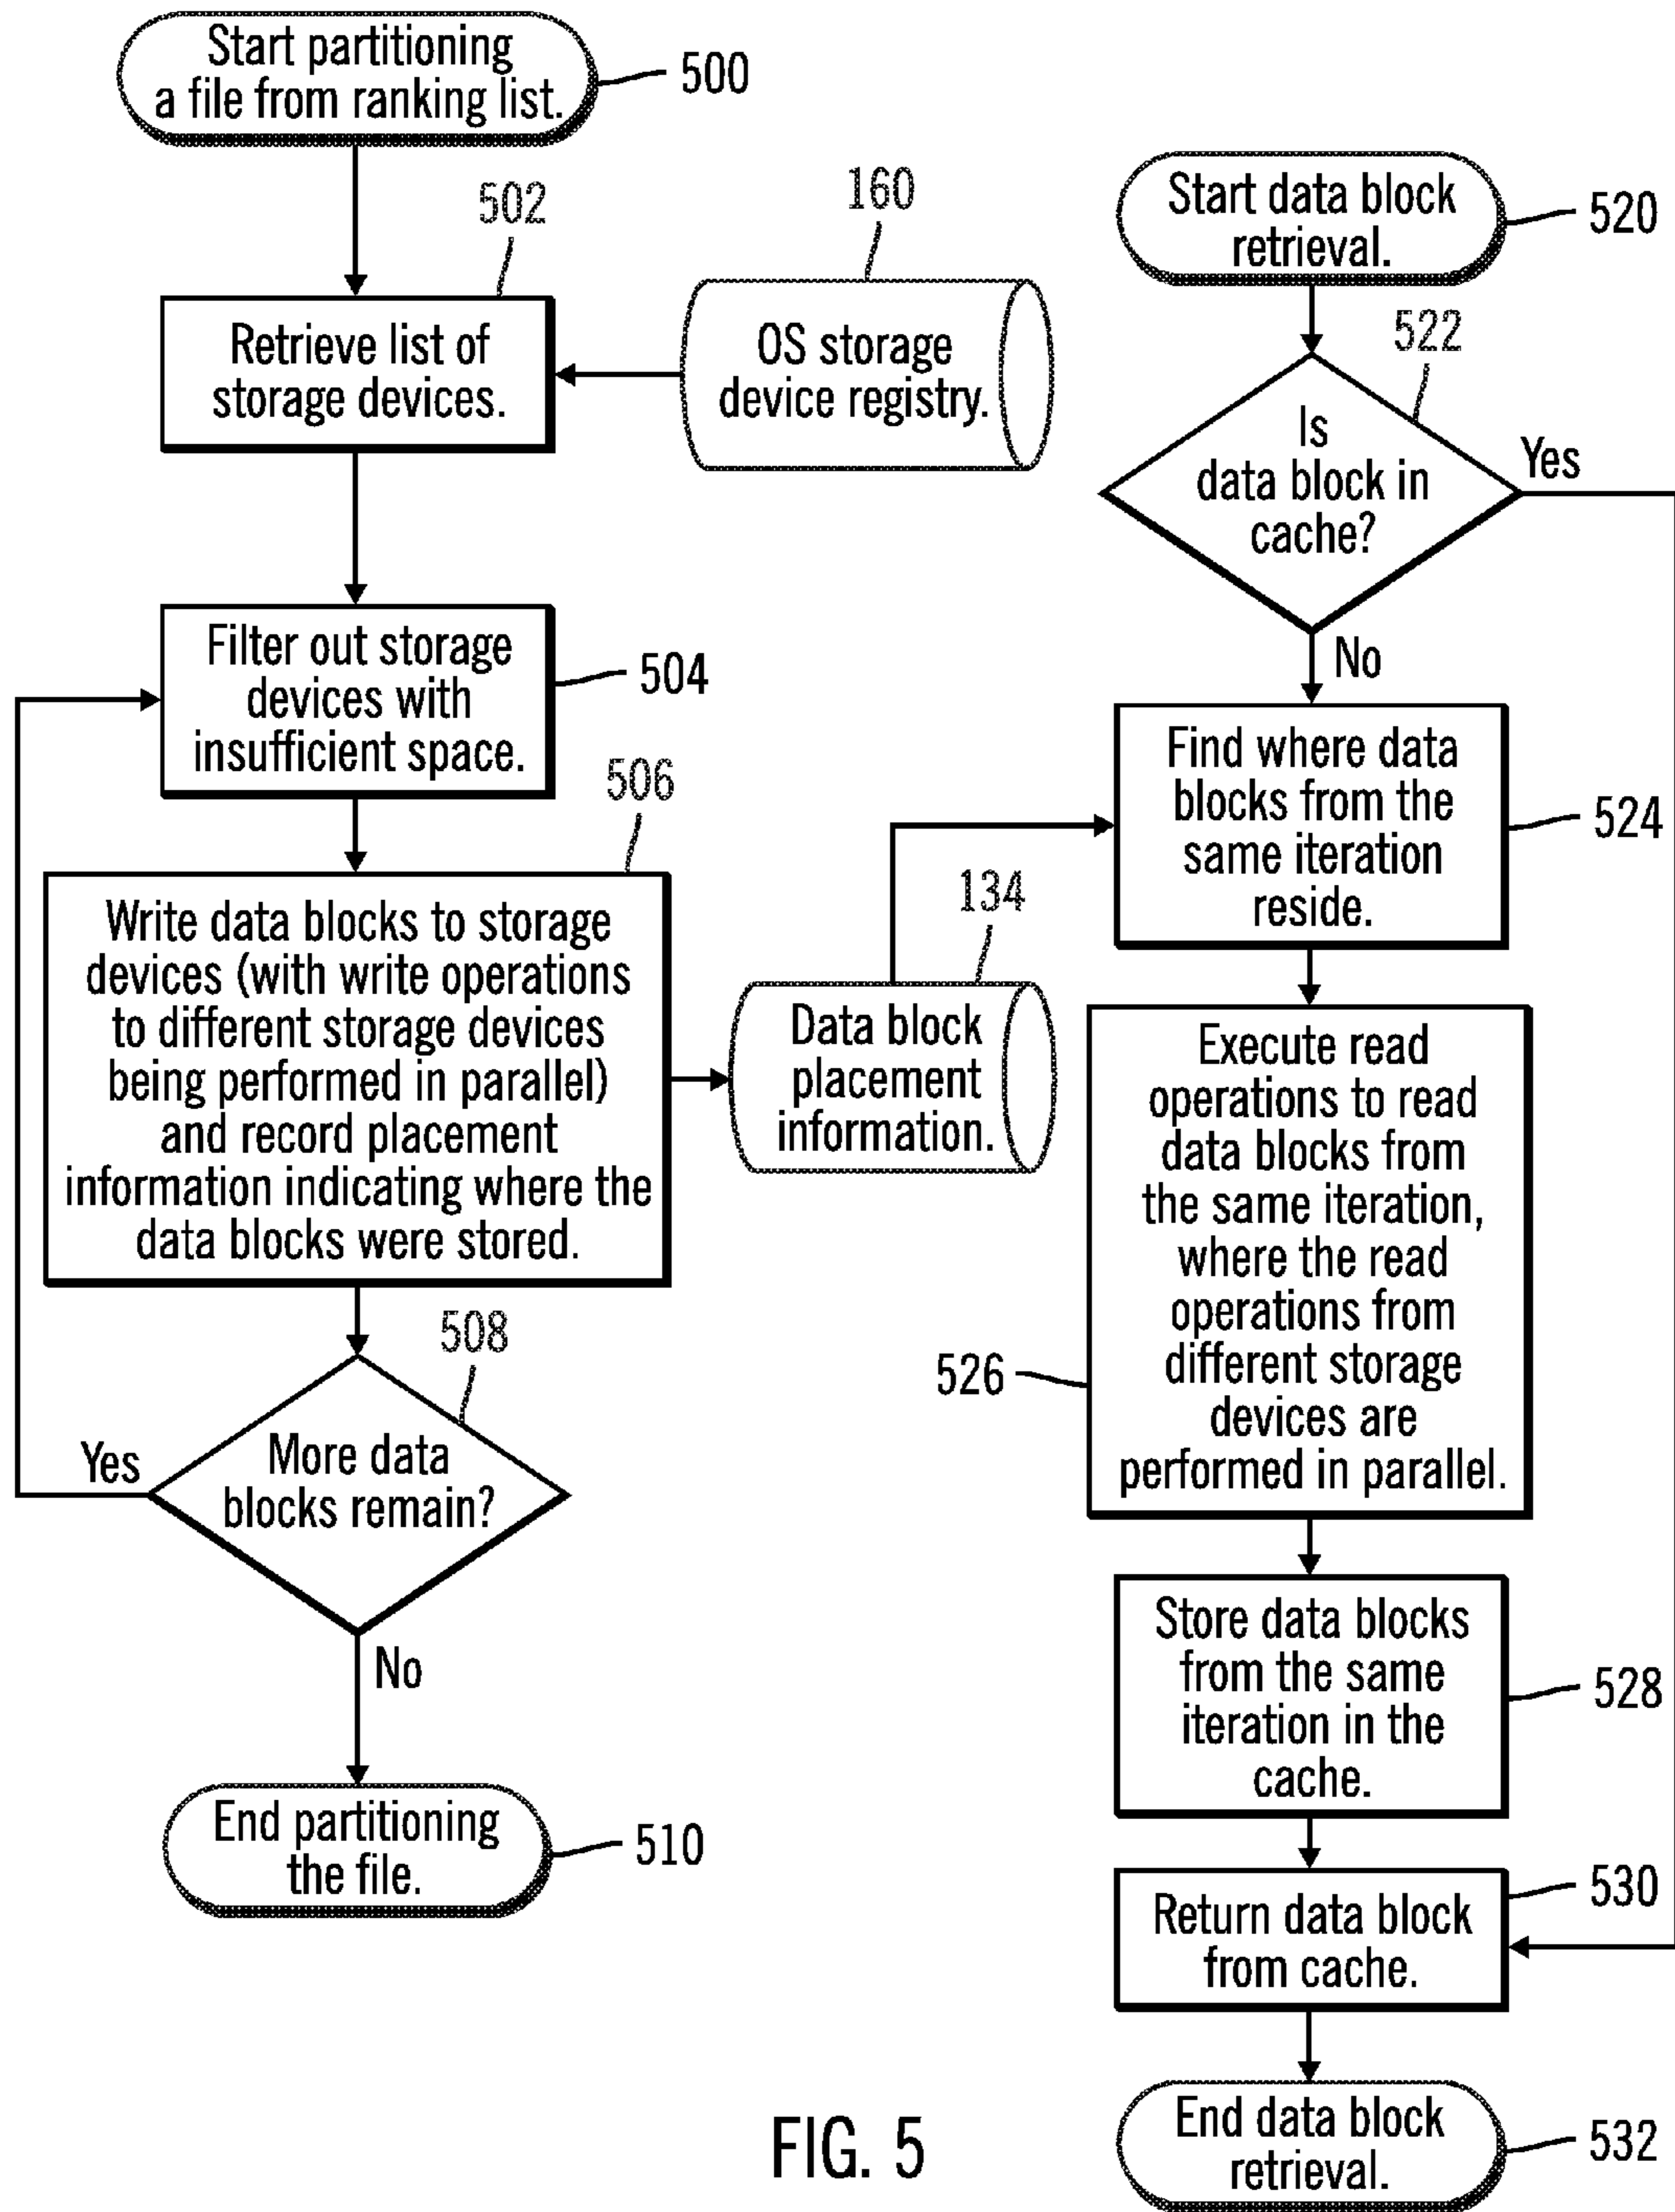 Start partitioning
a file from ranking list.
500
502
Retrieve list of
storage devices.
160
OS storage
device registry.
Filter out storage
devices with
insufficient space.
504
506
Write data blocks to storage
devices (with write operations
to different storage devices
being performed in parallel)
and record placement
information indicating where the
data blocks were stored.
134
Data block
placement
information.
508
More data
blocks remain?
Yes
No
End partitioning
the file.
510
Start data block
retrieval.
520
522
Is
data block in
cache?
Yes
No
Find where data
blocks from the
same iteration
reside.
524
Execute read
operations to read
data blocks from
the same iteration,
where the read
operations from
different storage
devices are
performed in parallel.
526
Store data blocks
from the same
iteration in the
cache.
528
Return data block
from cache.
530
End data block
retrieval.
532
FIG. 5